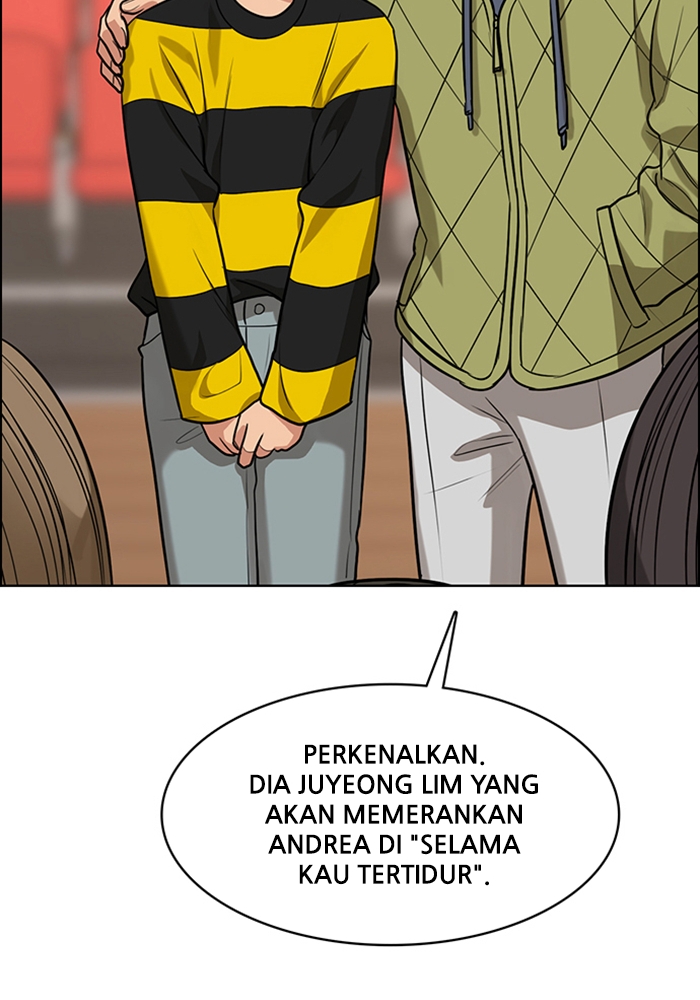 PERKENALKAN.
DIA JUYEONG LIM YANG
AKAN MEMERANKAN
ANDREA DI "SELAMA
KAU TERTIDUR".